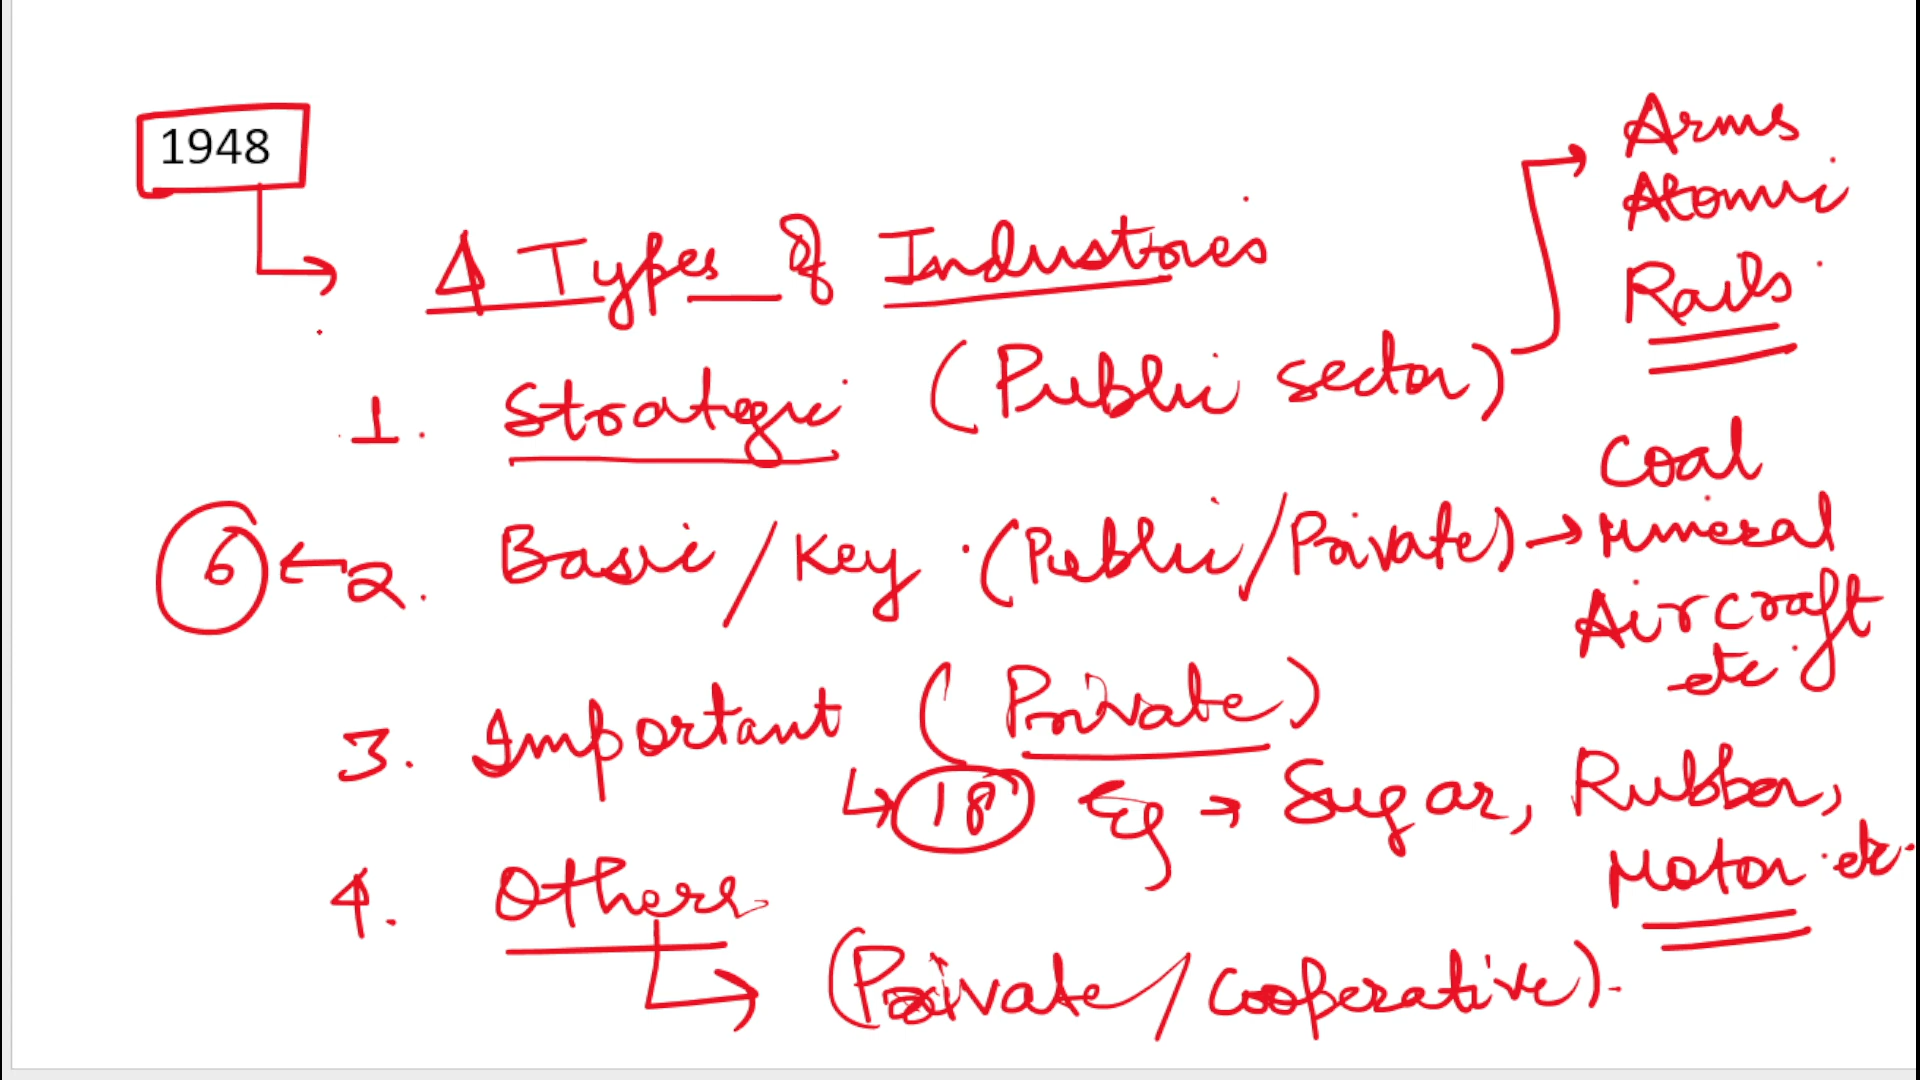 1948
→ 4 Types of Industries
1. Strategic (Public sector) → Arms
Atomic
Rails
6 ← 2. Basic / Key (Public/Private) → Coal
Mineral
Aircraft
etc.
3. Important (Private)
↳ 18 Eg → Sugar, Rubber,
Motor etc.
4. Others
→ (Private / Cooperative).